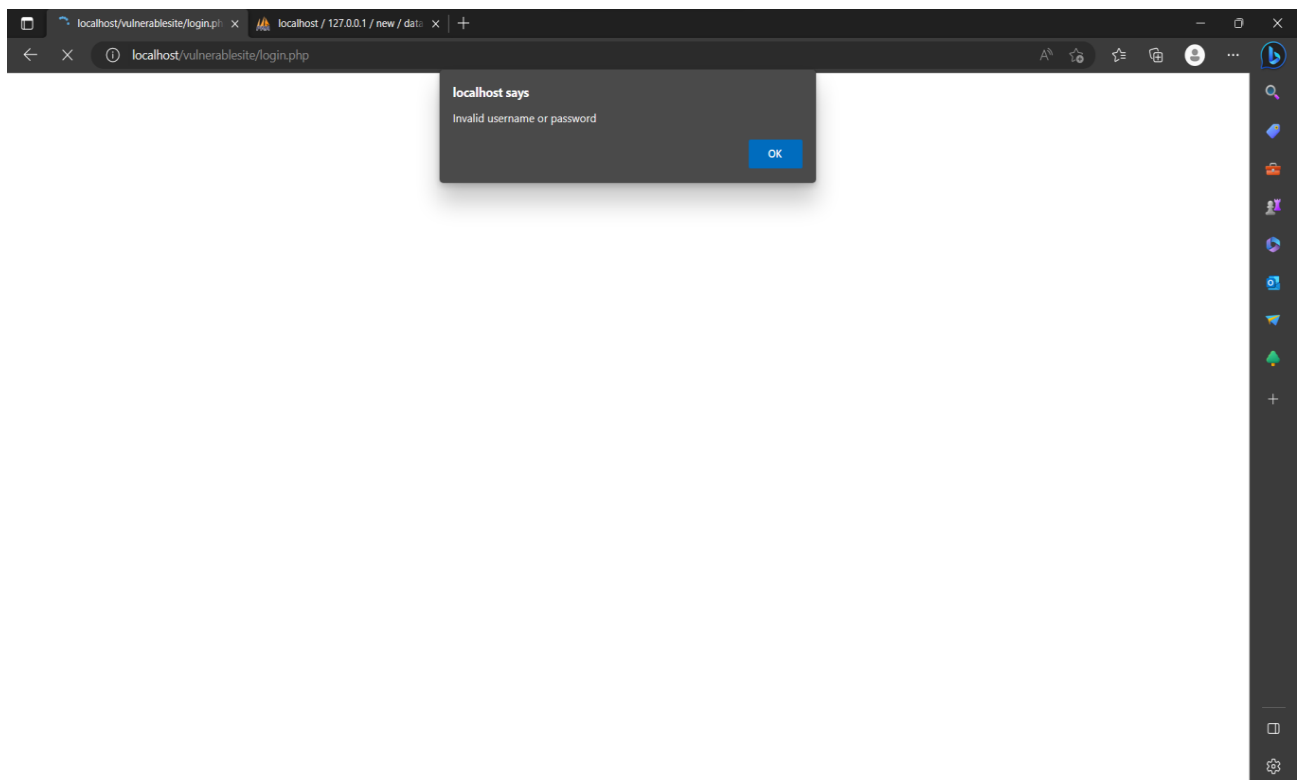 localhost/vulnerablesite/login.ph
localhost / 127.0.0.1 / new / data
localhost/vulnerablesite/login.php
localhost says
Invalid username or password
OK